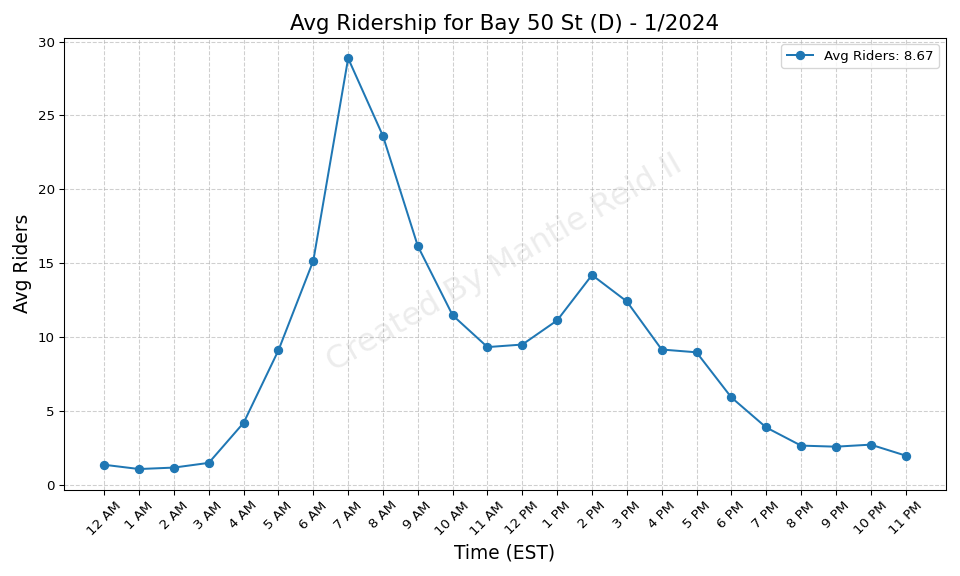 Avg Ridership for Bay 50 St (D) - 1/2024
Avg Riders: 8.67
30
25
20
15
10
5
0
Avg Riders
Created By Mantie Reid II
12 AM
1 AM
2 AM
3 AM
4 AM
5 AM
6 AM
7 AM
8 AM
9 AM
10 AM
11 AM
12 PM
1 PM
2 PM
3 PM
4 PM
5 PM
6 PM
7 PM
8 PM
9 PM
10 PM
11 PM
Time (EST)